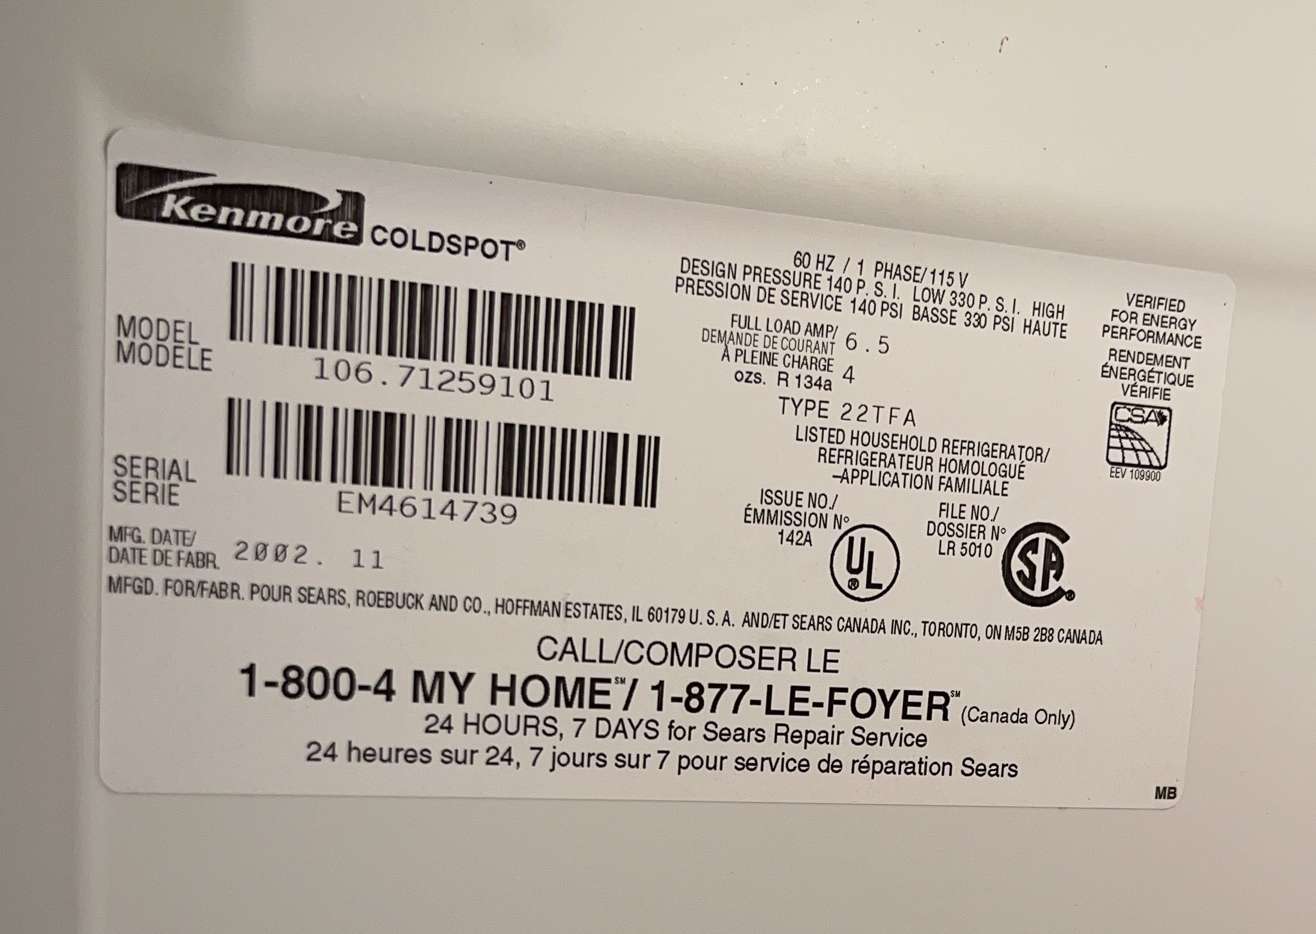 Kenmore COLDSPOT®
MODEL
MODÈLE
106.71259101
SERIAL
SERIE
EM4614739
MFG. DATE/
DATE DE FABR. 2002. 11
60 HZ / 1 PHASE/115 V
DESIGN PRESSURE 140 P. S. I. LOW 330 P. S. I. HIGH
PRESSION DE SERVICE 140 PSI BASSE 330 PSI HAUTE
FULL LOAD AMP/
DEMANDE DE COURANT
À PLEINE CHARGE
6.5
ozs. R 134a 4
TYPE 22TFA
LISTED HOUSEHOLD REFRIGERATOR/
REFRIGERATEUR HOMOLOGUÉ
-APPLICATION FAMILIALE
ISSUE NO./
ÉMMISSION N°
142A
UL®
FILE NO./
DOSSIER N°
LR 5010
SA®
VERIFIED
FOR ENERGY
PERFORMANCE
RENDEMENT
ÉNERGÉTIQUE
VÉRIFIE
CSA
EEV 109900
MFGD. FOR/FABR. POUR SEARS, ROEBUCK AND CO., HOFFMAN ESTATES, IL 60179 U. S. A. AND/ET SEARS CANADA INC., TORONTO, ON M5B 2B8 CANADA
CALL/COMPOSER LE
1-800-4 MY HOME℠/ 1-877-LE-FOYER℠ (Canada Only)
24 HOURS, 7 DAYS for Sears Repair Service
24 heures sur 24, 7 jours sur 7 pour service de réparation Sears
MB